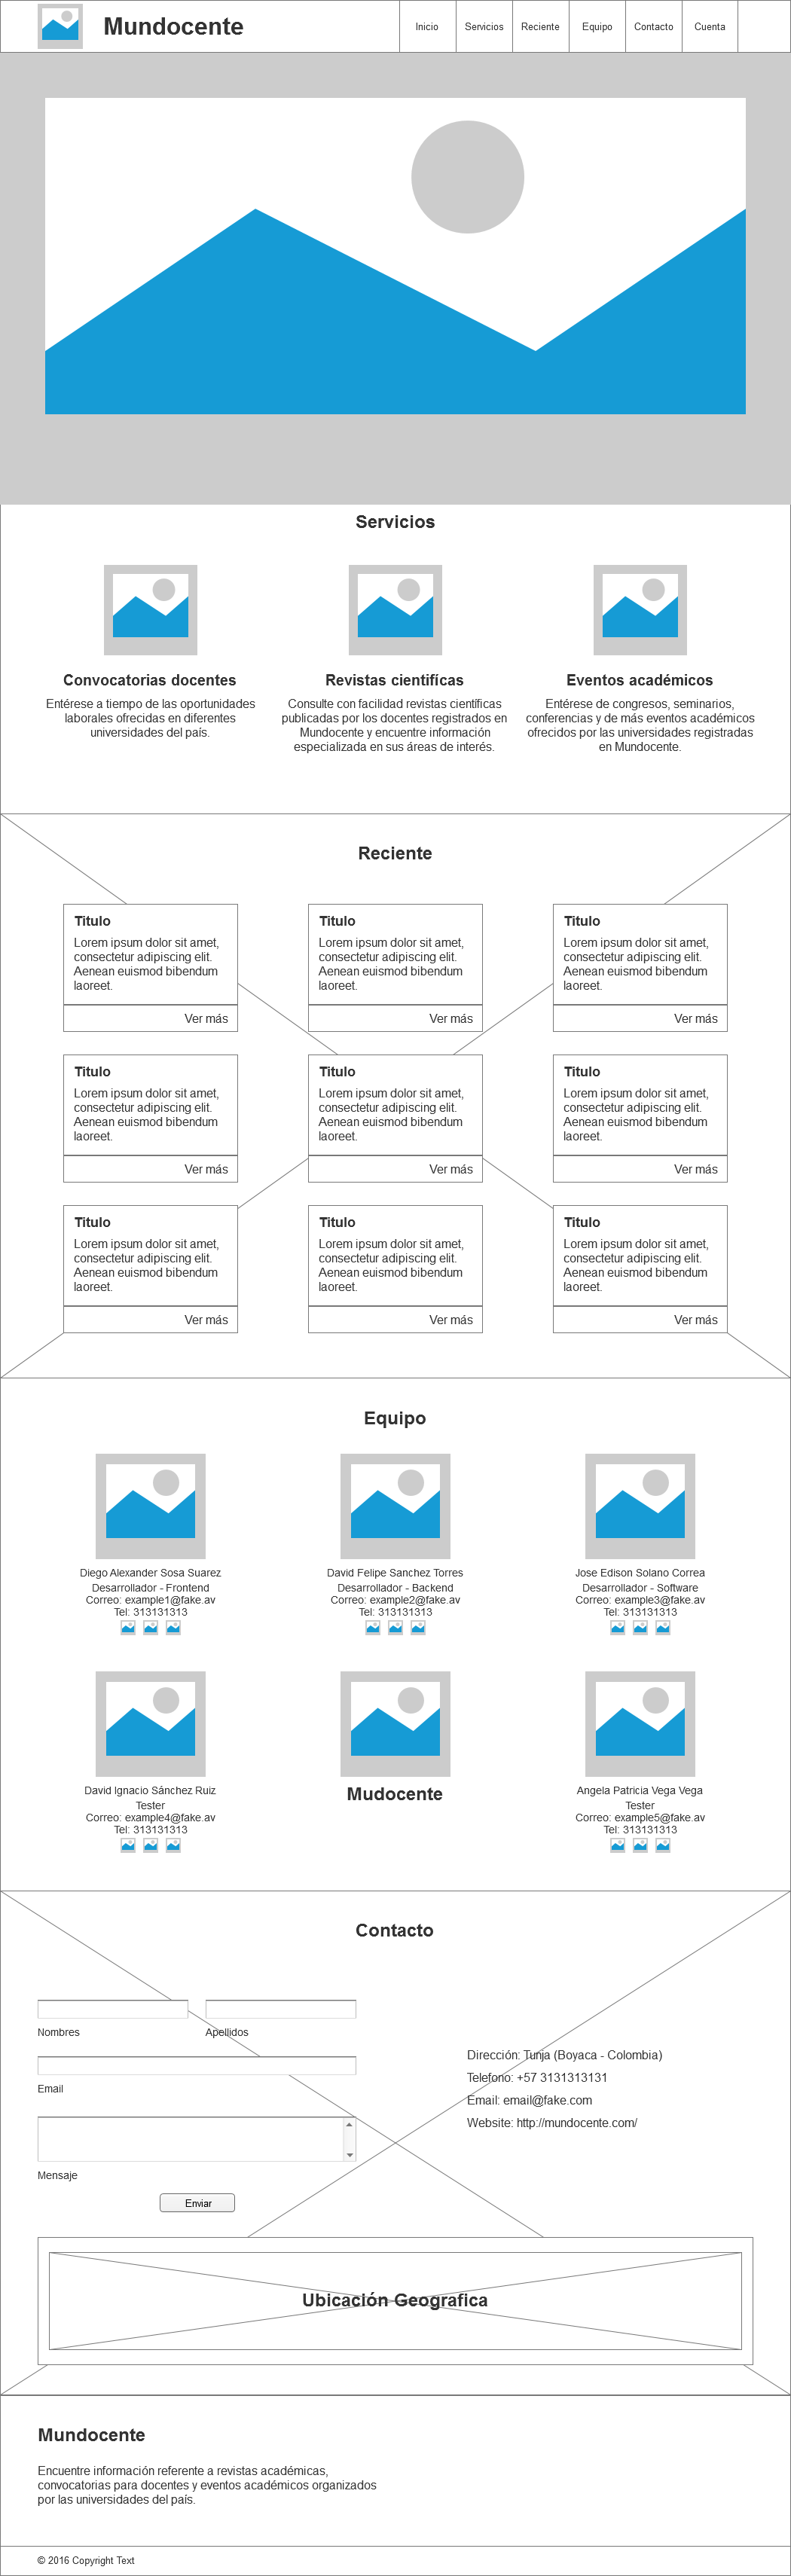 Mundocente
Inicio
Servicios
Reciente
Equipo
Contacto
Cuenta
Servicios
Convocatorias docentes
Entérese a tiempo de las oportunidades
laborales ofrecidas en diferentes
universidades del país.
Revistas cientificas
Consulte con facilidad revistas científicas
publicadas por los docentes registrados en
Mundocente y encuentre información
especializada en sus áreas de interés.
Eventos académicos
Entérese de congresos, seminarios,
conferencias y de más eventos académicos
ofrecidos por las universidades registradas
en Mundocente.
Reciente
Titulo
Lorem ipsum dolor sit amet,
consectetur adipiscing elit.
Aenean euismod bibendum
laoreet.
Ver más
Titulo
Lorem ipsum dolor sit amet,
consectetur adipiscing elit.
Aenean euismod bibendum
laoreet.
Ver más
Titulo
Lorem ipsum dolor sit amet,
consectetur adipiscing elit.
Aenean euismod bibendum
laoreet.
Ver más
Titulo
Lorem ipsum dolor sit amet,
consectetur adipiscing elit.
Aenean euismod bibendum
laoreet.
Ver más
Titulo
Lorem ipsum dolor sit amet,
consectetur adipiscing elit.
Aenean euismod bibendum
laoreet.
Ver más
Titulo
Lorem ipsum dolor sit amet,
consectetur adipiscing elit.
Aenean euismod bibendum
laoreet.
Ver más
Titulo
Lorem ipsum dolor sit amet,
consectetur adipiscing elit.
Aenean euismod bibendum
laoreet.
Ver más
Titulo
Lorem ipsum dolor sit amet,
consectetur adipiscing elit.
Aenean euismod bibendum
laoreet.
Ver más
Titulo
Lorem ipsum dolor sit amet,
consectetur adipiscing elit.
Aenean euismod bibendum
laoreet.
Ver más
Equipo
Diego Alexander Sosa Suarez
Desarrollador - Frontend
Correo: example1@fake.av
Tel: 313131313
David Felipe Sanchez Torres
Desarrollador - Backend
Correo: example2@fake.av
Tel: 313131313
Jose Edison Solano Correa
Desarrollador - Software
Correo: example3@fake.av
Tel: 313131313
David Ignacio Sánchez Ruiz
Tester
Correo: example4@fake.av
Tel: 313131313
Mudocente
Angela Patricia Vega Vega
Tester
Correo: example5@fake.av
Tel: 313131313
Contacto
Nombres
Apellidos
Email
Mensaje
Enviar
Dirección: Tunja (Boyaca - Colombia)
Telefono: +57 3131313131
Email: email@fake.com
Website: http://mundocente.com/
Ubicación Geografica
Mundocente
Encuentre información referente a revistas académicas,
convocatorias para docentes y eventos académicos organizados
por las universidades del país.
© 2016 Copyright Text